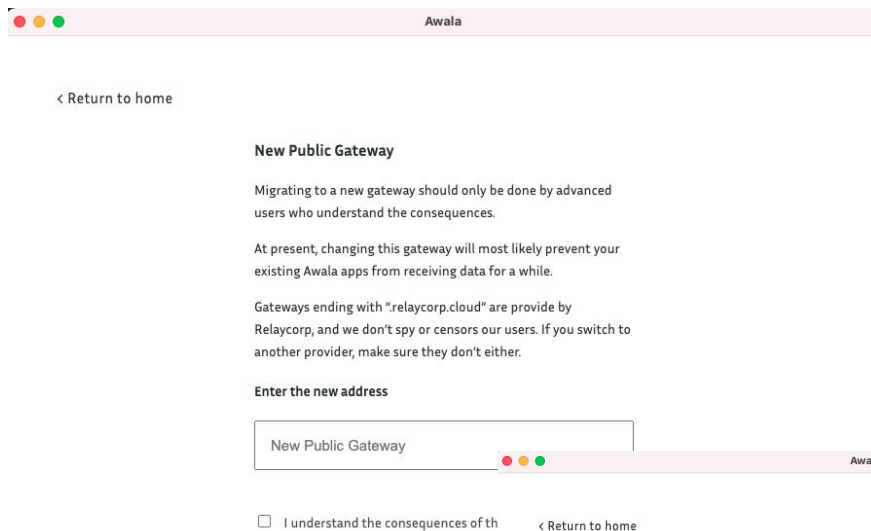 Awala
< Return to home
New Public Gateway
Migrating to a new gateway should only be done by advanced
users who understand the consequences.
At present, changing this gateway will most likely prevent your
existing Awala apps from receiving data for a while.
Gateways ending with “.relaycorp.cloud” are provide by
Relaycorp, and we don’t spy or censors our users. If you switch to
another provider, make sure they don’t either.
Enter the new address
New Public Gateway
Awa
I understand the consequences of th
< Return to home